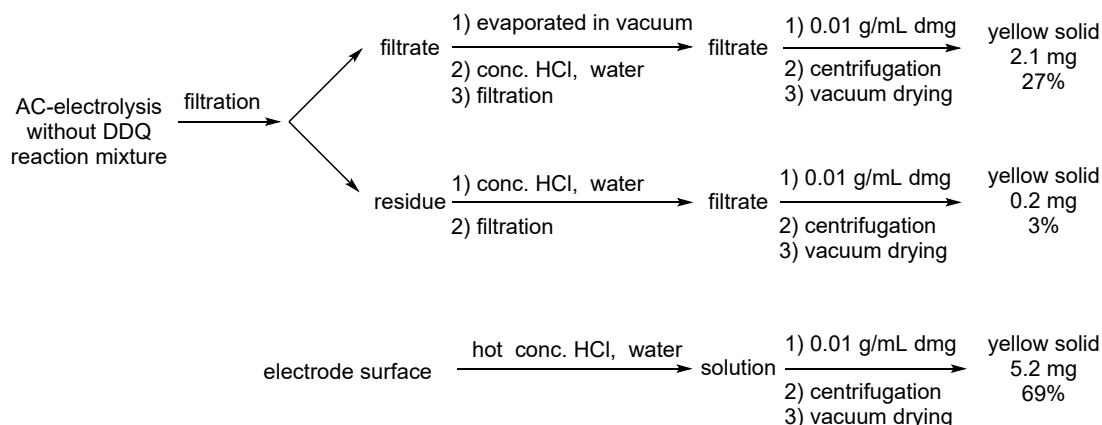 AC-electrolysis
without DDQ
reaction mixture
filtration
filtrate
1) evaporated in vacuum
2) conc. HCl, water
3) filtration
filtrate
1) 0.01 g/mL dmg
2) centrifugation
3) vacuum drying
yellow solid
2.1 mg
27%
residue
1) conc. HCl, water
2) filtration
filtrate
1) 0.01 g/mL dmg
2) centrifugation
3) vacuum drying
yellow solid
0.2 mg
3%
electrode surface
hot conc. HCl, water
solution
1) 0.01 g/mL dmg
2) centrifugation
3) vacuum drying
yellow solid
5.2 mg
69%